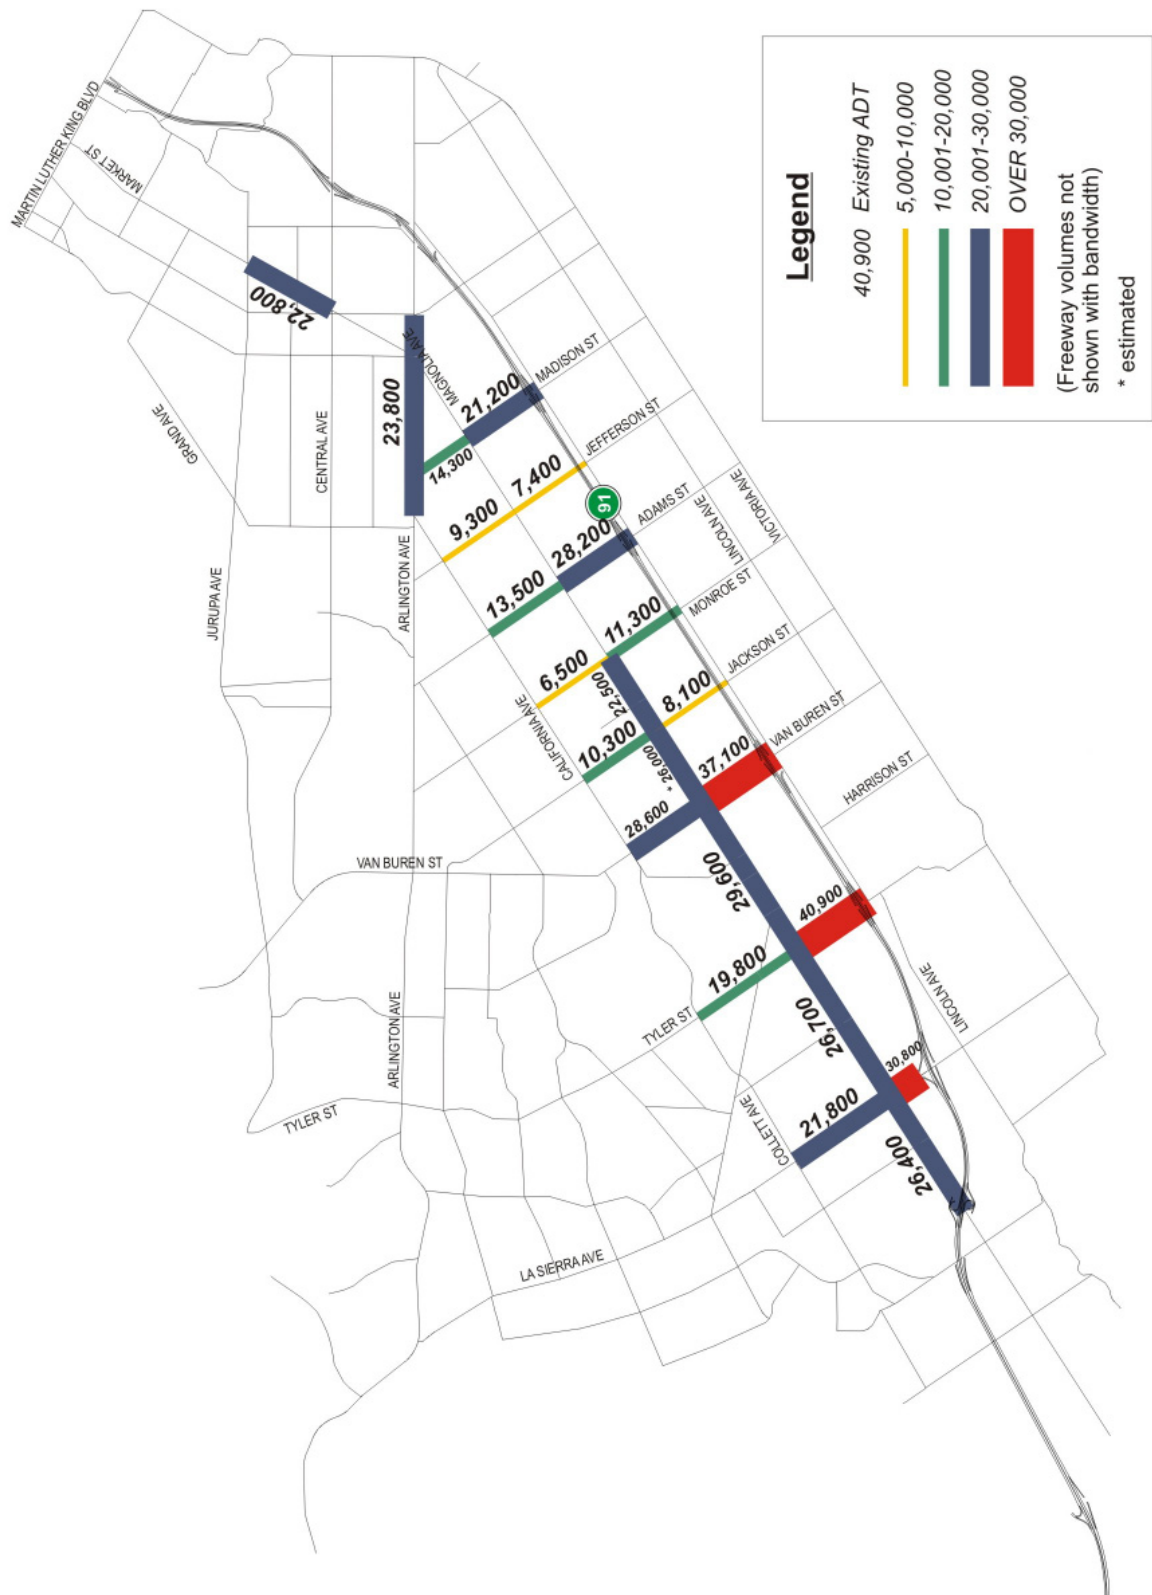 MARTIN LUTHER KING BLVD
MARKET ST
22,800
GRAND AVE
CENTRAL AVE
23,800
MAGNOLIA AVE
21,200
MADISON ST
14,300
JURUPA AVE
ARLINGTON AVE
9,300
7,400
JEFFERSON ST
91
13,500
28,200
ADAMS ST
LINCOLN AVE
VICTORIA AVE
6,500
11,300
MONROE ST
CALIFORNIA AVE
22,500
8,100
JACKSON ST
10,300
* 26,000
37,100
VAN BUREN ST
HARRISON ST
VAN BUREN ST
28,600
29,600
40,900
19,800
TYLER ST
ARLINGTON AVE
26,700
LINCOLN AVE
TYLER ST
30,800
COLLETT AVE
21,800
26,400
LA SIERRA AVE
Legend
40,900 Existing ADT
5,000-10,000
10,001-20,000
20,001-30,000
OVER 30,000
(Freeway volumes not
shown with bandwidth)
* estimated